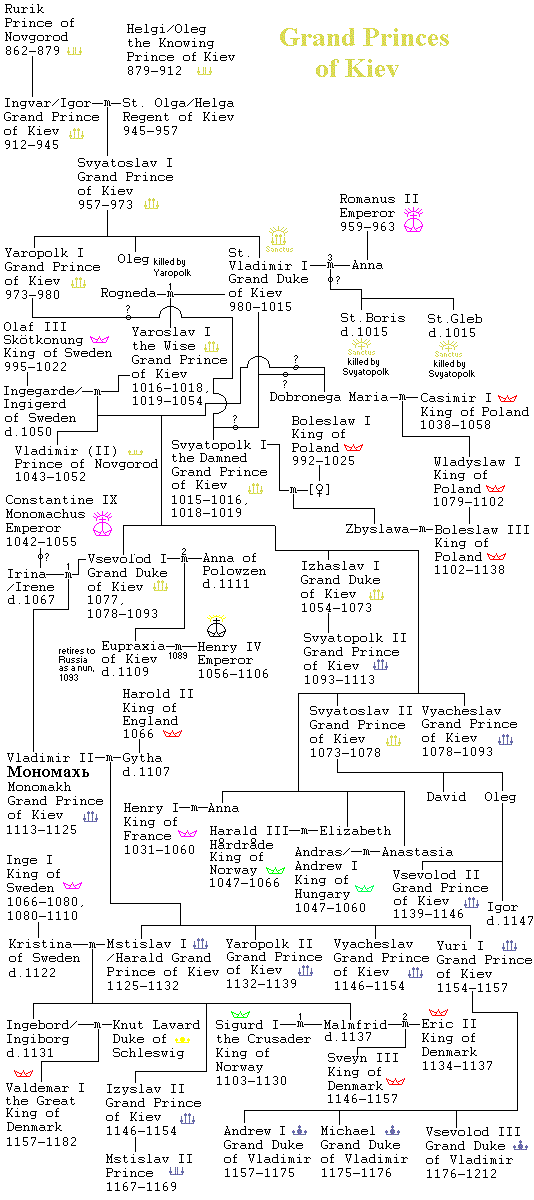 Grand Princes
of Kiev
Rurik
Prince of
Novgorod
862–879
Helgi/Oleg
the Knowing
Prince of Kiev
879–912
Ingvar/Igor
Grand Prince
of Kiev
912–945
m
St. Olga/Helga
Regent of Kiev
945–957
Svyatoslav I
Grand Prince
of Kiev
957–973
Romanus II
Emperor
959–963
Yaropolk I
Grand Prince
of Kiev
973–980
Oleg
killed by
Yaropolk
Sanctus
St.
Vladimir I
Grand Duke
of Kiev
980–1015
3
m
Anna
?
Rogneda
1
m
?
St.Boris
d.1015
Sanctus
killed by
Svyatopolk
St.Gleb
d.1015
Sanctus
killed by
Svyatopolk
Olaf III
Skötkonung
King of Sweden
995–1022
Yaroslav I
the Wise
Grand Prince
of Kiev
1016–1018,
1019–1054
Ingegarde/
Ingigerd
of Sweden
d.1050
m
?
?
Dobronega Maria
m
Casimir I
King of Poland
1038–1058
Vladimir (II)
Prince of Novgorod
1043–1052
Svyatopolk I
the Damned
Grand Prince
of Kiev
1015–1016,
1018–1019
Boleslaw I
King of
Poland
992–1025
m
[♀]
Wladyslaw I
King of
Poland
1079–1102
Constantine IX
Monomachus
Emperor
1042–1055
?
Zbyslawa
m
Boleslaw III
King of
Poland
1102–1138
Irina
/Irene
d.1067
1
m
Vsevolod I
Grand Duke
of Kiev
1077,
1078–1093
2
m
Anna of
Polowzen
d.1111
Izhaslav I
Grand Duke
of Kiev
1054–1073
retires to
Russia
as a nun,
1093
Eupraxia
of Kiev
d.1109
m
1089
Henry IV
Emperor
1056–1106
Svyatopolk II
Grand Prince
of Kiev
1093–1113
Harold II
King of
England
1066
Svyatoslav II
Grand Prince
of Kiev
1073–1078
Vyacheslav
Grand Prince
of Kiev
1078–1093
Vladimir II
Мономахь
Monomakh
Grand Prince
of Kiev
1113–1125
m
Gytha
d.1107
David
Oleg
Henry I
King of
France
1031–1060
m
Anna
Harald III
Hardrade
King of
Norway
1047–1066
m
Elizabeth
Andras/
Andrew I
King of
Hungary
1047–1060
m
Anastasia
Vsevolod II
Grand Prince
of Kiev
1139–1146
Igor
d.1147
Inge I
King of
Sweden
1066–1080,
1080–1110
Kristina
of Sweden
d.1122
m
Mstislav I
/Harald Grand
Prince of Kiev
1125–1132
Yaropolk II
Grand Prince
of Kiev
1132–1139
Vyacheslav
Grand Prince
of Kiev
1146–1154
Yuri I
Grand Prince
of Kiev
1154–1157
Ingebord/
Ingiborg
d.1131
m
Knut Lavard
Duke of
Schleswig
Sigurd I
the Crusader
King of
Norway
1103–1130
1
m
Malmfrid
d.1137
2
m
Eric II
King of
Denmark
1134–1137
Sveyn III
King of
Denmark
1146–1157
Valdemar I
the Great
King of
Denmark
1157–1182
Izyslav II
Grand Prince
of Kiev
1146–1154
Mstislav II
Prince
1167–1169
Andrew I
Grand Duke
of Vladimir
1157–1175
Michael
Grand Duke
of Vladimir
1175–1176
Vsevolod III
Grand Duke
of Vladimir
1176–1212